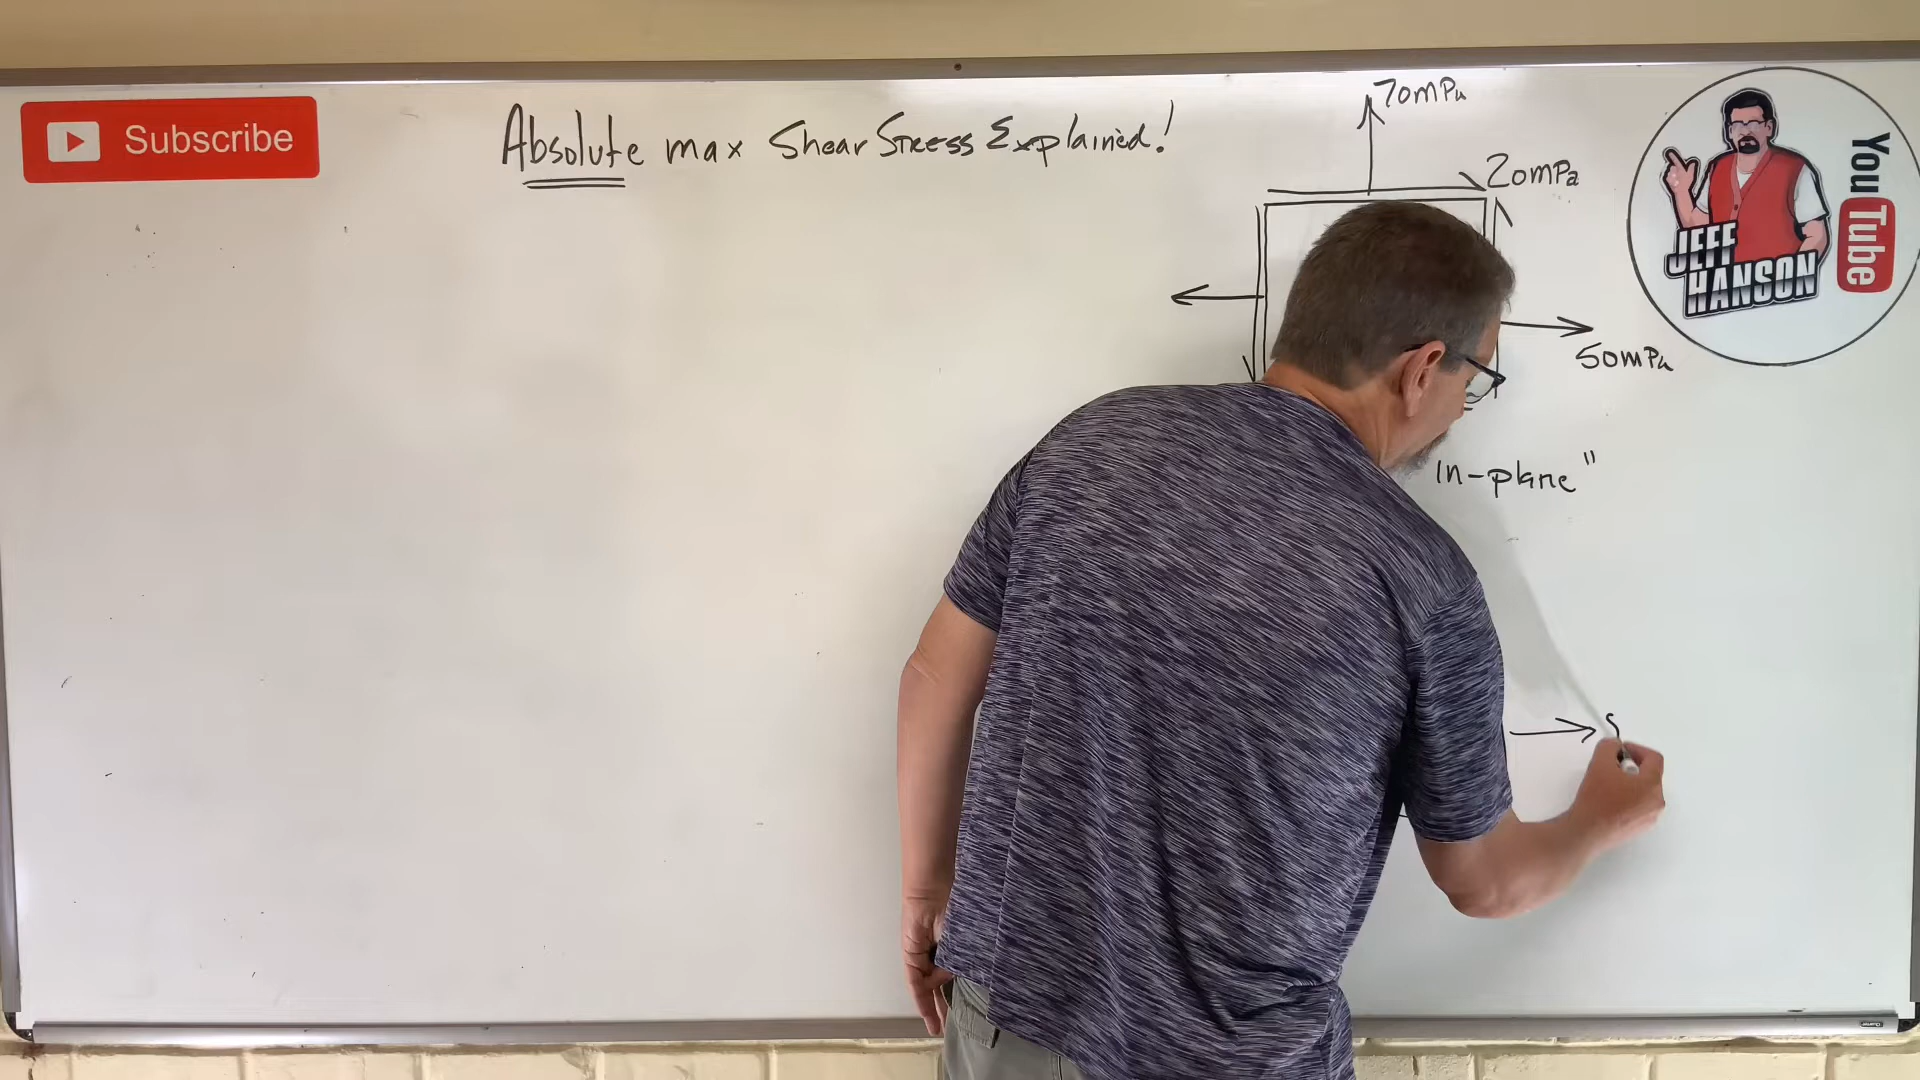 Subscribe
Absolute max Shear Stress Explained!
70mPa
20mPa
50mPa
In-plane"
JEFF
HANSON
YouTube